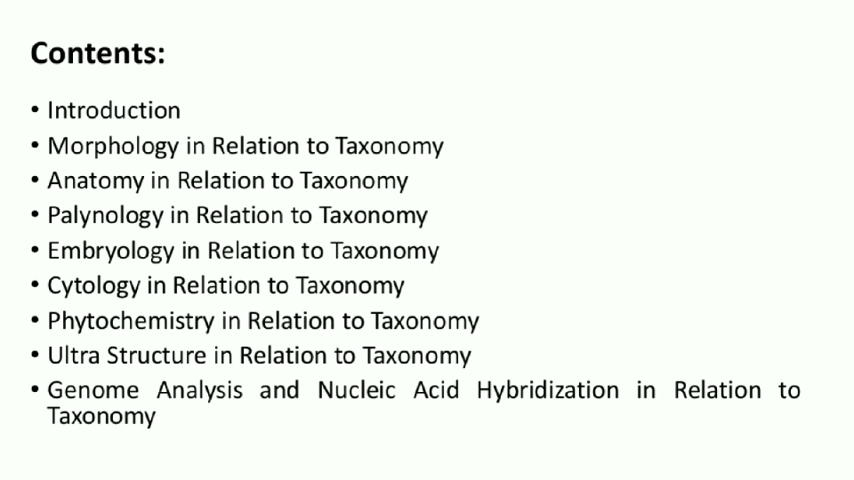 Contents:
• Introduction
• Morphology in Relation to Taxonomy
• Anatomy in Relation to Taxonomy
• Palynology in Relation to Taxonomy
• Embryology in Relation to Taxonomy
• Cytology in Relation to Taxonomy
• Phytochemistry in Relation to Taxonomy
• Ultra Structure in Relation to Taxonomy
• Genome Analysis and Nucleic Acid Hybridization in Relation to
Taxonomy